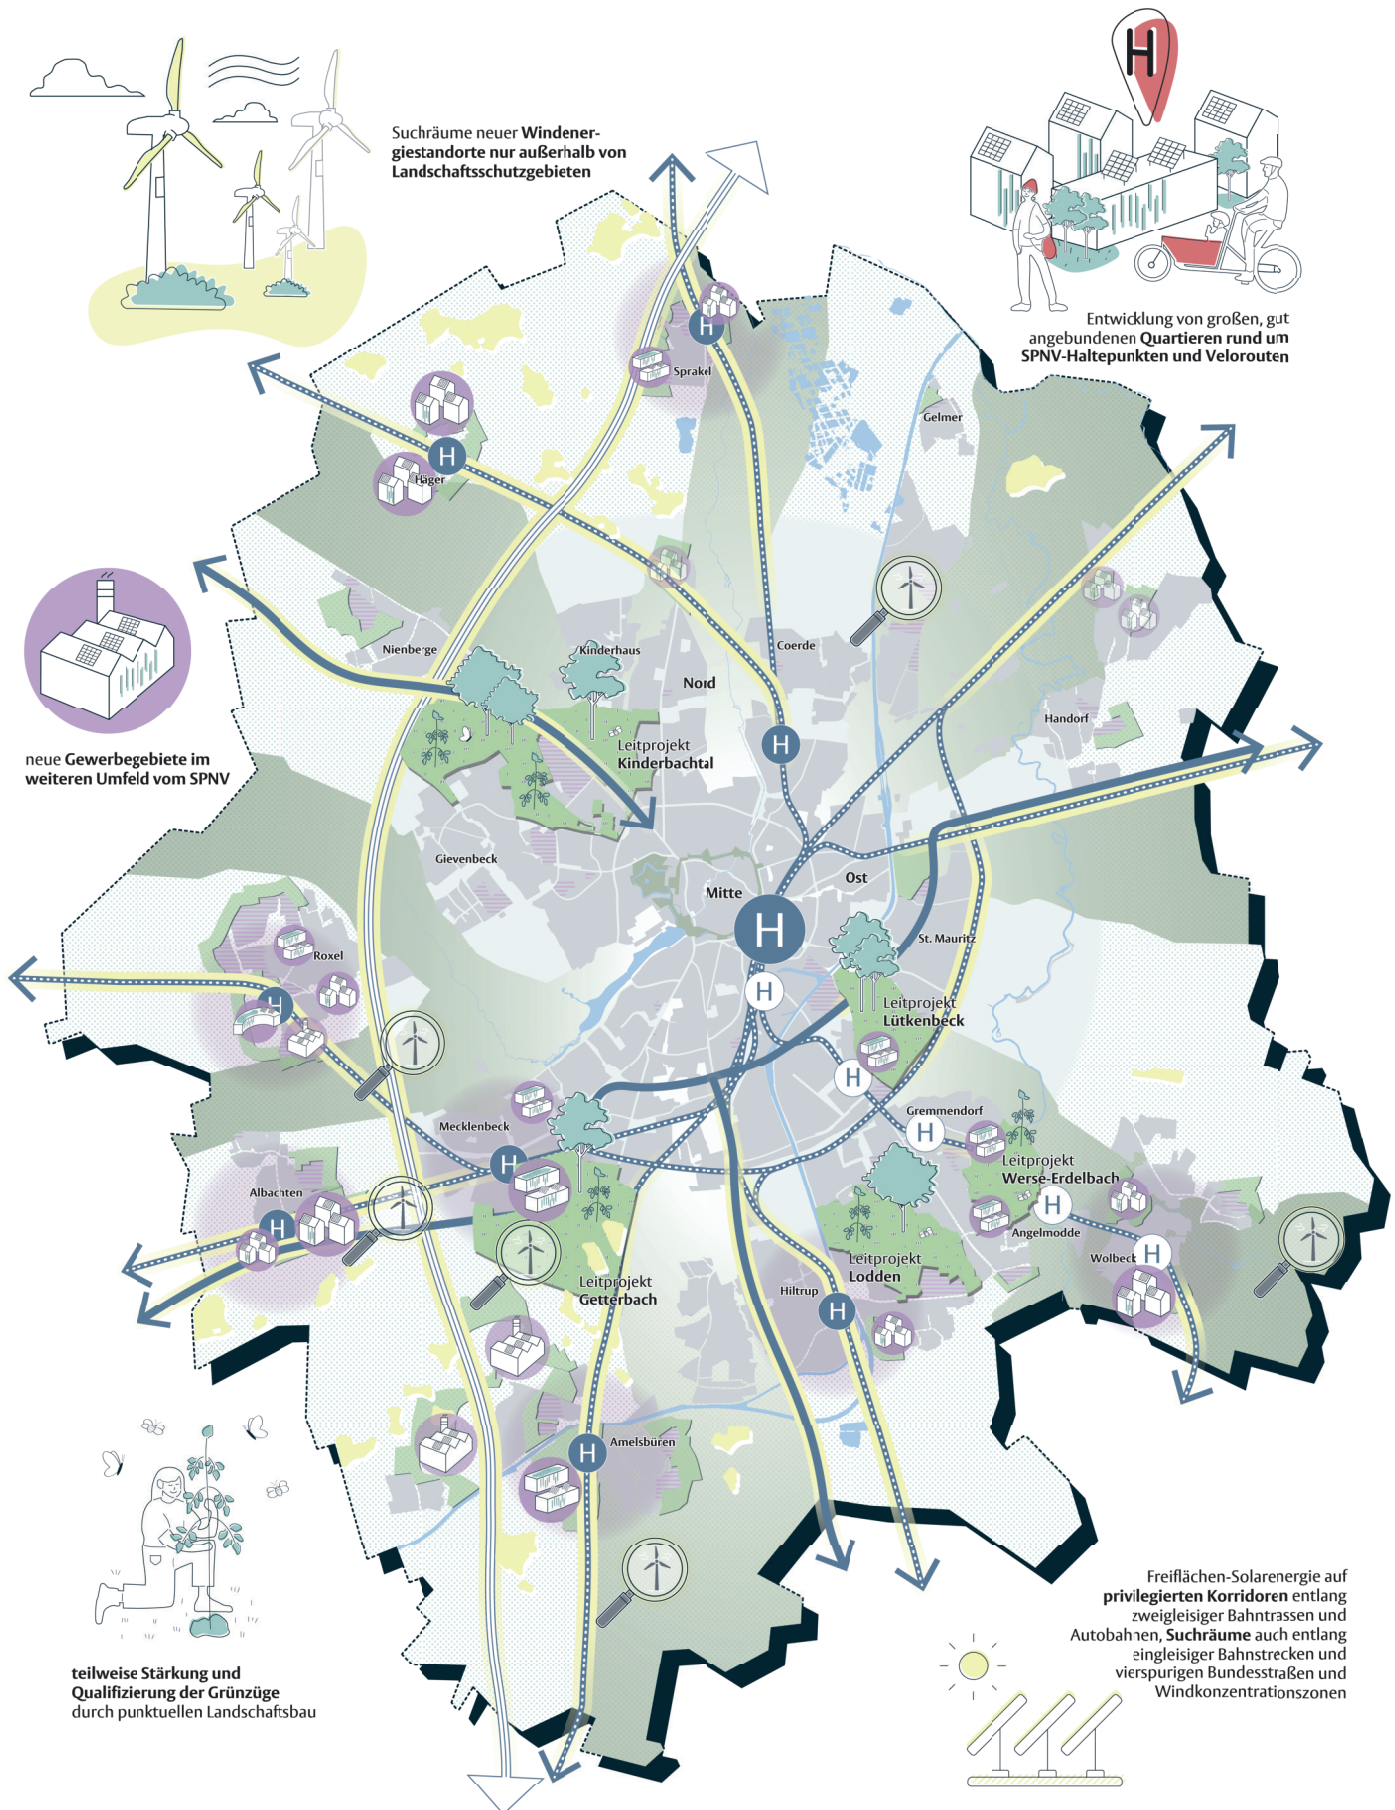 H
Suchräume neuer Windener-
giestandorte nur außerhalb von
Landschaftsschutzgebieten
Entwicklung von großen, gut
angebundenen Quartieren rund um
SPNV-Haltepunkten und Velorouten
H
Sprakel
Gelmer
H
Häger
Nienberge
Kinderhaus
Coerde
Nord
Handorf
H
Leitprojekt
Kinderbachtal
neue Gewerbegebiete im
weiteren Umfeld vom SPNV
Gievenbeck
Mitte
Ost
H
St. Mauritz
Roxel
H
H
Leitprojekt
Lütkenbeck
H
Mecklenbeck
Gremmendorf
H
H
Leitprojekt
Werse-Erdelbach
Albachten
H
H
Angelmodde
Wolbeck
H
Leitprojekt
Lodden
Leitprojekt
Getterbach
Hiltrup
H
Amelsbüren
H
Freiflächen-Solarenergie auf
privilegierten Korridoren entlang
zweigleisiger Bahntrassen und
Autobahnen, Suchräume auch entlang
eingleisiger Bahnstrecken und
vierspurigen Bundesstraßen und
Windkonzentrationszonen
teilweise Stärkung und
Qualifizierung der Grünzüge
durch punktuellen Landschaftsbau